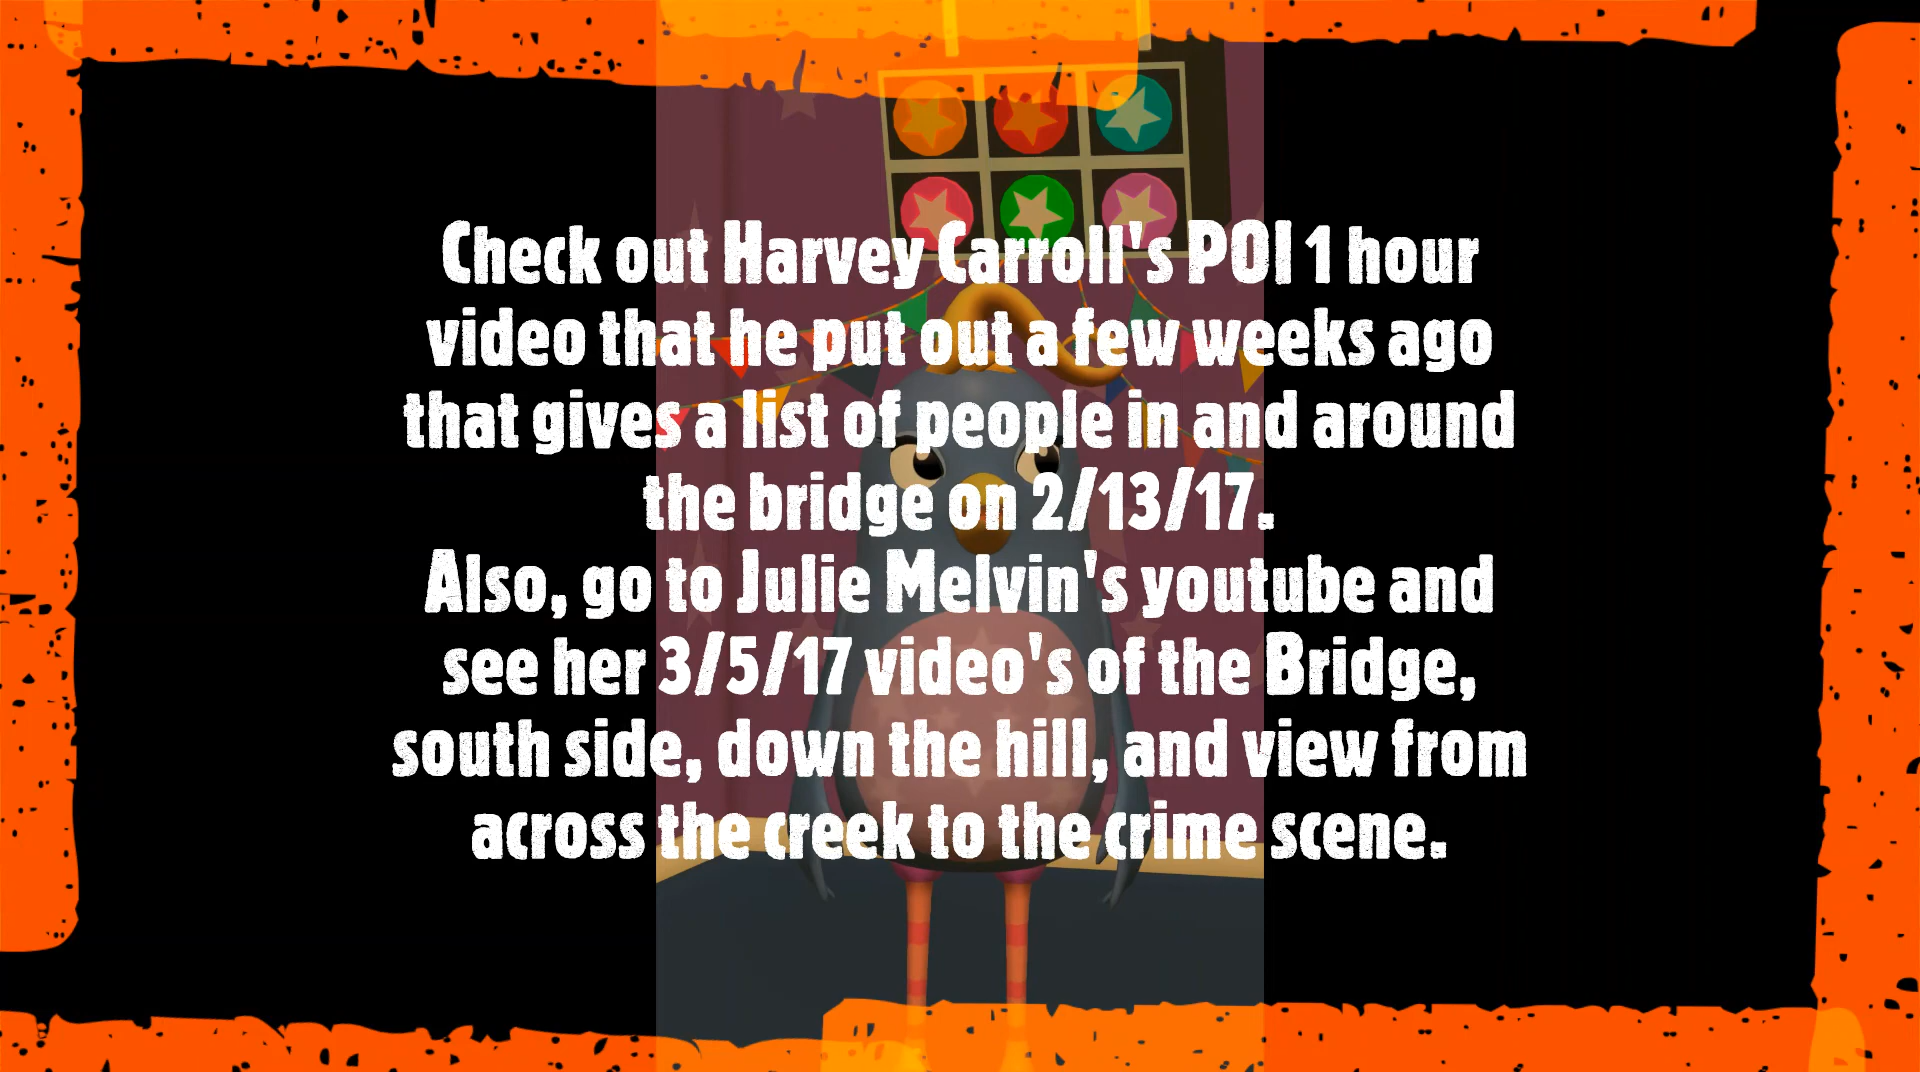 Check out Harvey Carroll's POI 1 hour
video that he put out a few weeks ago
that gives a list of people in and around
the bridge on 2/13/17.
Also, go to Julie Melvin's youtube and
see her 3/5/17 video's of the Bridge,
south side, down the hill, and view from
across the creek to the crime scene.